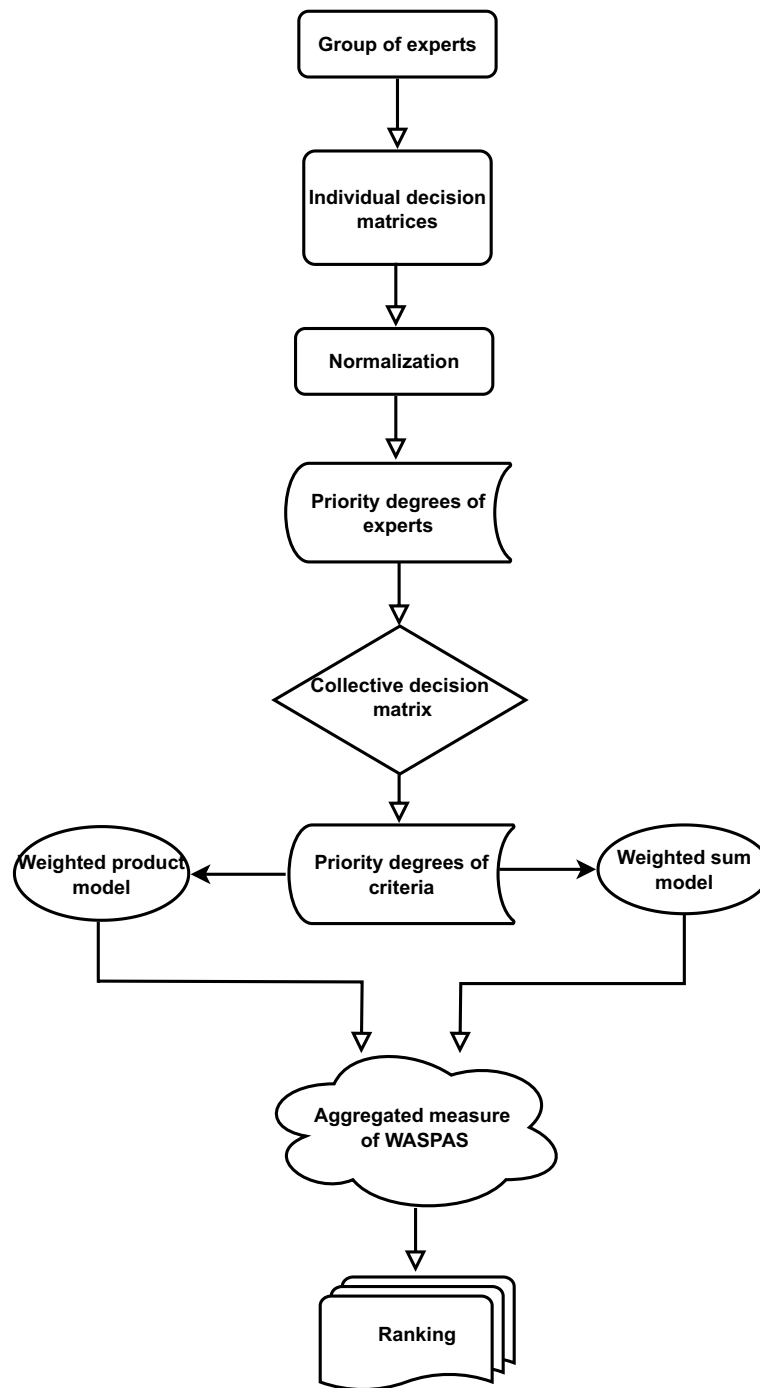 Group of experts
Individual decision
matrices
Normalization
Priority degrees of
experts
Collective decision
matrix
Weighted product
model
Priority degrees of
criteria
Weighted sum
model
Aggregated measure
of WASPAS
Ranking